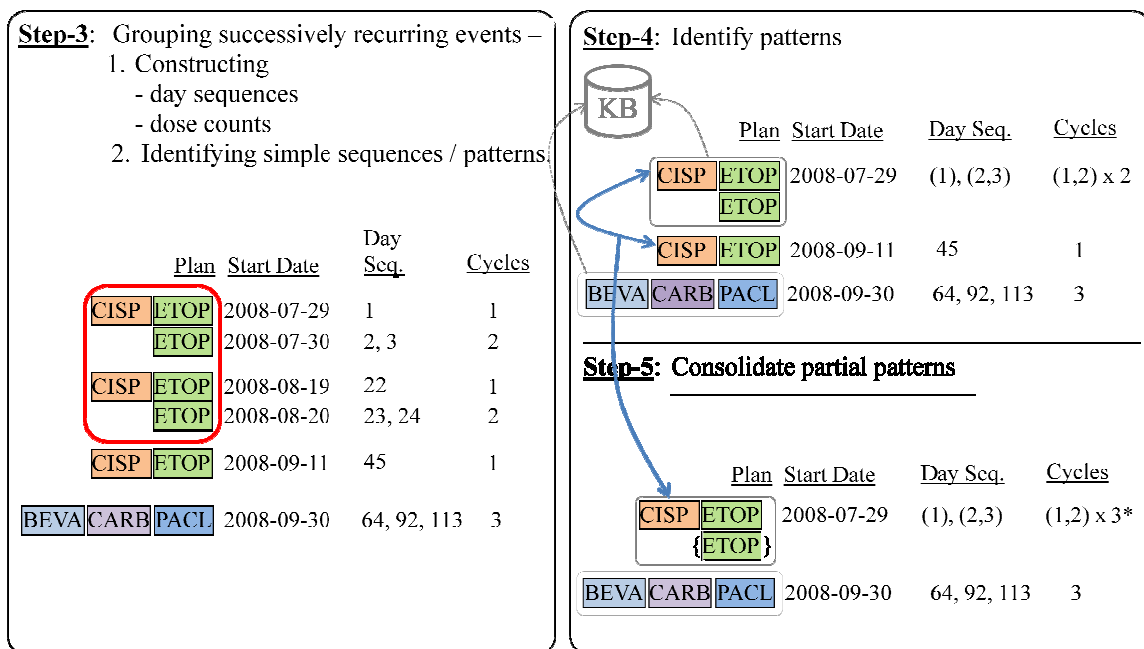 Step-3: Grouping successively recurring events –
1. Constructing
- day sequences
- dose counts
2. Identifying simple sequences / patterns.
Day
Plan Start Date Seq. Cycles
CISP ETOP 2008-07-29 1 1
ETOP 2008-07-30 2, 3 2
CISP ETOP 2008-08-19 22 1
ETOP 2008-08-20 23, 24 2
CISP ETOP 2008-09-11 45 1
BEVA CARB PACL 2008-09-30 64, 92, 113 3
Step-4: Identify patterns
KB
Plan Start Date Day Seq. Cycles
CISP ETOP 2008-07-29 (1), (2,3) (1,2) x 2
ETOP
CISP ETOP 2008-09-11 45 1
BEVA CARB PACL 2008-09-30 64, 92, 113 3
Step-5: Consolidate partial patterns
Plan Start Date Day Seq. Cycles
CISP ETOP 2008-07-29 (1), (2,3) (1,2) x 3*
{ETOP}
BEVA CARB PACL 2008-09-30 64, 92, 113 3